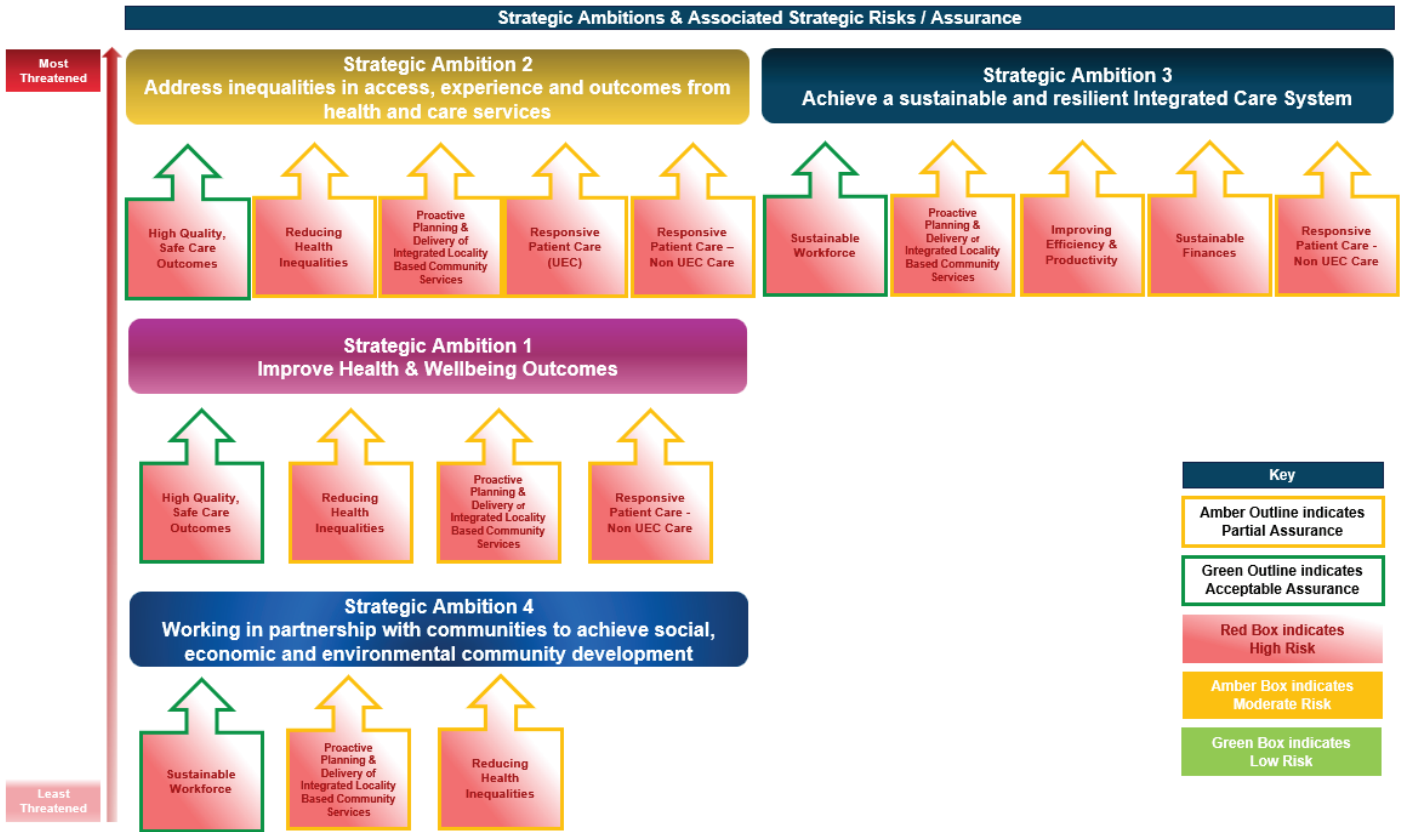 Strategic Ambitions & Associated Strategic Risks / Assurance
Most
Threatened
Strategic Ambition 2
Address inequalities in access, experience and outcomes from
health and care services
Strategic Ambition 3
Achieve a sustainable and resilient Integrated Care System
High Quality,
Safe Care
Outcomes
Reducing
Health
Inequalities
Proactive
Planning &
Delivery of
Integrated Locality
Based Community
Services
Responsive
Patient Care
(UEC)
Responsive
Patient Care –
Non UEC Care
Sustainable
Workforce
Proactive
Planning &
Delivery of
Integrated Locality
Based Community
Services
Improving
Efficiency &
Productivity
Sustainable
Finances
Responsive
Patient Care -
Non UEC Care
Strategic Ambition 1
Improve Health & Wellbeing Outcomes
High Quality,
Safe Care
Outcomes
Reducing
Health
Inequalities
Proactive
Planning &
Delivery of
Integrated Locality
Based Community
Services
Responsive
Patient Care -
Non UEC Care
Strategic Ambition 4
Working in partnership with communities to achieve social,
economic and environmental community development
Sustainable
Workforce
Proactive
Planning &
Delivery of
Integrated Locality
Based Community
Services
Reducing
Health
Inequalities
Least
Threatened
Key
Amber Outline indicates
Partial Assurance
Green Outline indicates
Acceptable Assurance
Red Box indicates
High Risk
Amber Box indicates
Moderate Risk
Green Box indicates
Low Risk